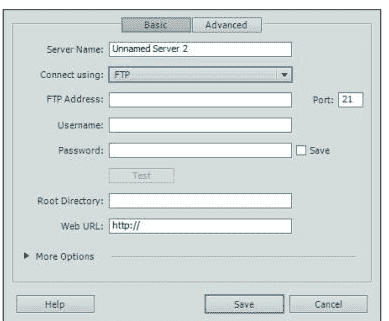 Basic Advanced
Server Name: Unnamed Server 2
Connect using: FTP
FTP Address: Port: 21
Username:
Password: Save
Test
Root Directory:
Web URL: http://
More Options
Help Save Cancel